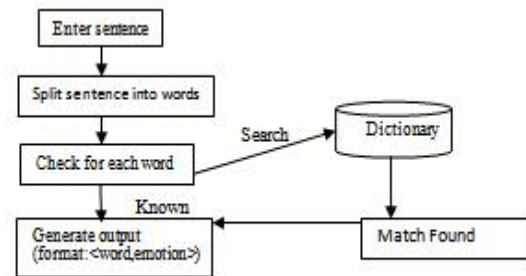 Enter sentence
Split sentence into words
Search
Dictionary
Check for each word
Known
Generate output
(format:<word,emotion>)
Match Found